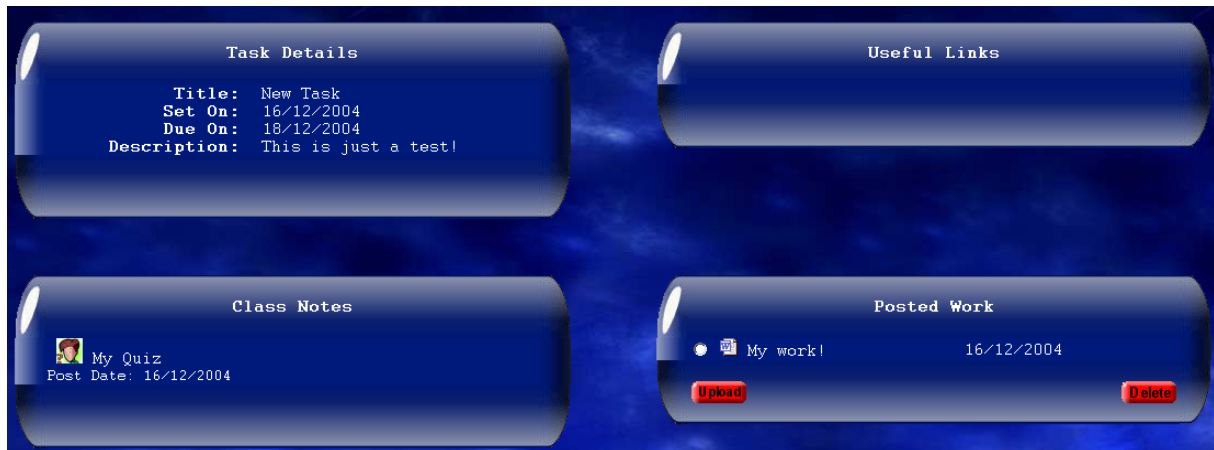 Task Details
Title: New Task
Set On: 16/12/2004
Due On: 18/12/2004
Description: This is just a test!
Useful Links
Class Notes
My Quiz
Post Date: 16/12/2004
Posted Work
My work! 16/12/2004
Upload Delete